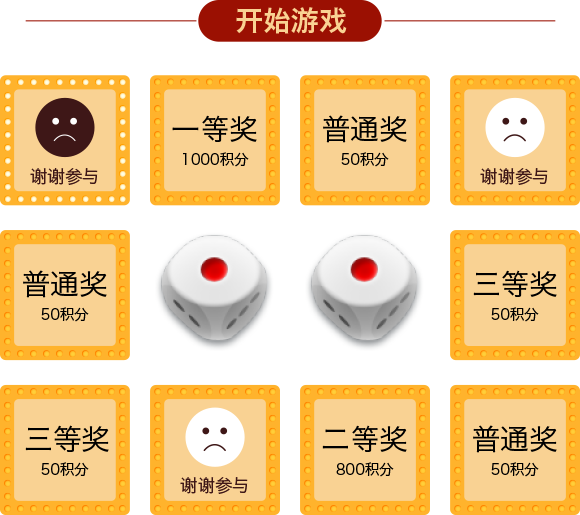 开始游戏
谢谢参与
一等奖
1000积分
普通奖
50积分
谢谢参与
普通奖
50积分
三等奖
50积分
三等奖
50积分
谢谢参与
二等奖
800积分
普通奖
50积分